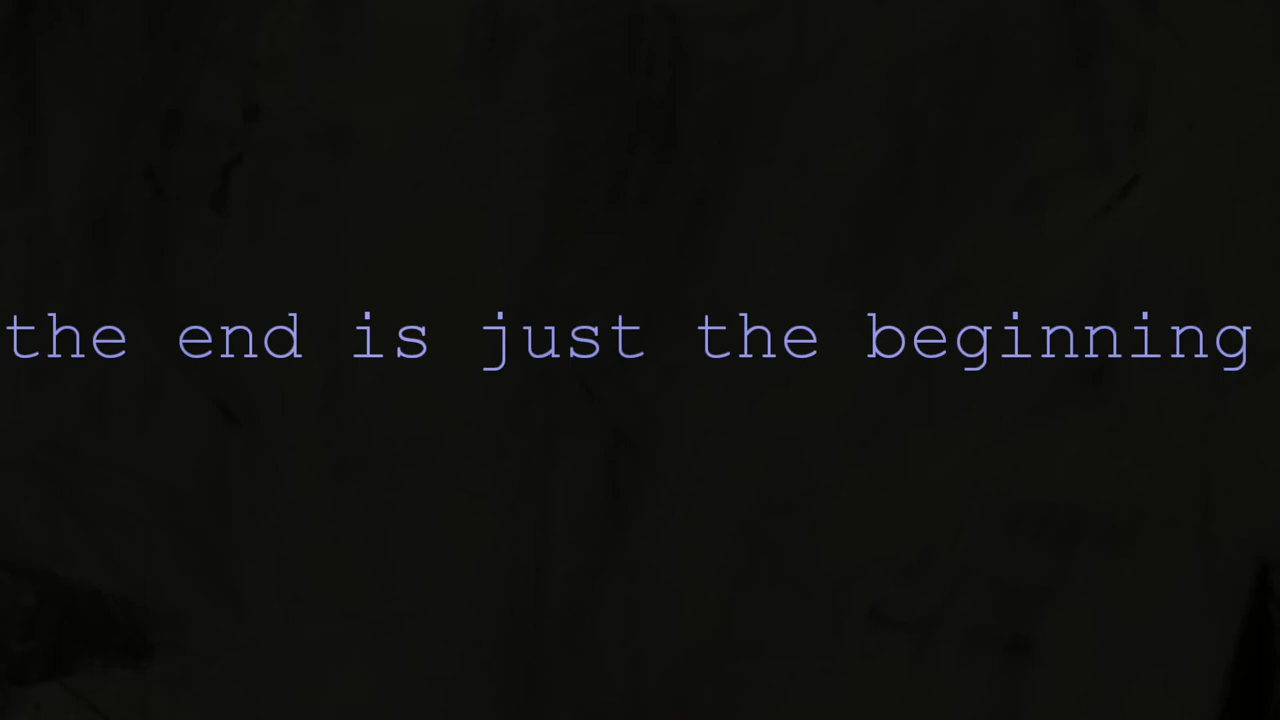 the end is just the beginning